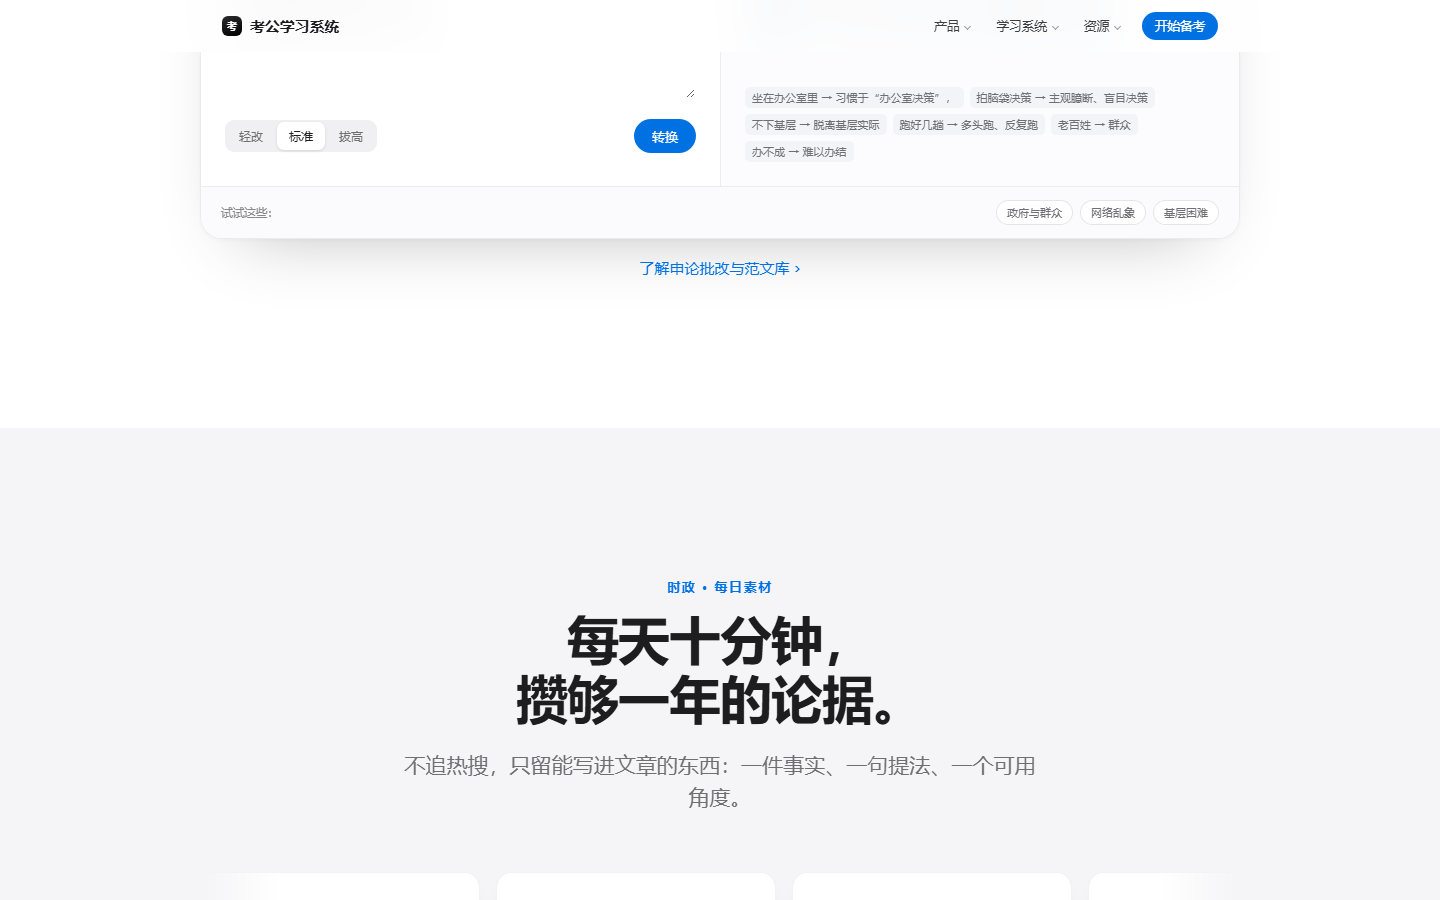 考 考公学习系统 产品 学习系统 资源 开始备考
坐在办公室里 → 习惯于“办公室决策”， 拍脑袋决策 → 主观臆断、盲目决策
不下基层 → 脱离基层实际 跑好几趟 → 多头跑、反复跑 老百姓 → 群众
办不成 → 难以办结
轻改 标准 拔高 转换
试试这些： 政府与群众 网络乱象 基层困难
了解申论批改与范文库 ›
时政 · 每日素材
每天十分钟，
攒够一年的论据。
不追热搜，只留能写进文章的东西：一件事实、一句提法、一个可用
角度。